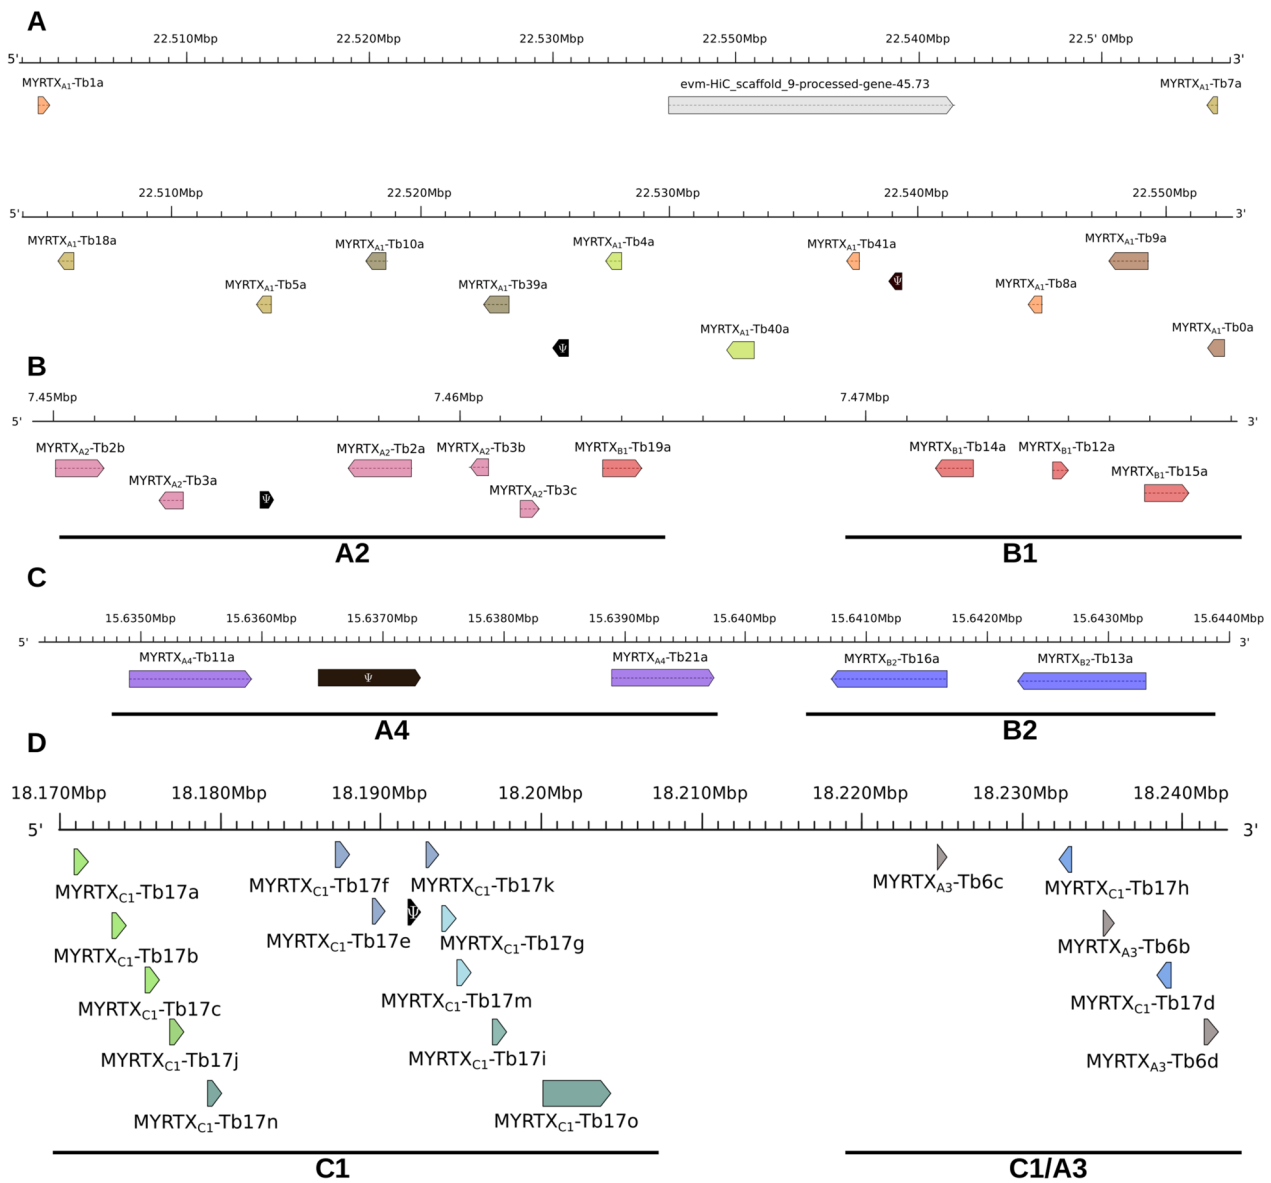 A
22.510Mbp 22.520Mbp 22.530Mbp 22.550Mbp 22.540Mbp 22.5' 0Mbp
5' 3'
MYRTXA1-Tb1a evm-HiC_scaffold_9-processed-gene-45.73 MYRTXA1-Tb7a
22.510Mbp 22.520Mbp 22.530Mbp 22.540Mbp 22.550Mbp
5' 3'
MYRTXA1-Tb18a MYRTXA1-Tb10a MYRTXA1-Tb4a MYRTXA1-Tb41a MYRTXA1-Tb9a
Ψ
MYRTXA1-Tb5a MYRTXA1-Tb39a MYRTXA1-Tb8a
MYRTXA1-Tb40a MYRTXA1-Tb0a
Ψ
B
7.45Mbp 7.46Mbp 7.47Mbp
5' 3'
MYRTXA2-Tb2b MYRTXA2-Tb2a MYRTXA2-Tb3b MYRTXB1-Tb19a MYRTXB1-Tb14a MYRTXB1-Tb12a
MYRTXB1-Tb15a
MYRTXA2-Tb3a MYRTXA2-Tb3c
Ψ
A2 B1
C
15.6350Mbp 15.6360Mbp 15.6370Mbp 15.6380Mbp 15.6390Mbp 15.640Mbp 15.6410Mbp 15.6420Mbp 15.6430Mbp 15.6440Mbp
5' 3'
MYRTXA4-Tb11a MYRTXA4-Tb21a MYRTXB2-Tb16a MYRTXB2-Tb13a
Ψ
A4 B2
D
18.170Mbp 18.180Mbp 18.190Mbp 18.20Mbp 18.210Mbp 18.220Mbp 18.230Mbp 18.240Mbp
5' 3'
MYRTXC1-Tb17a MYRTXC1-Tb17f MYRTXC1-Tb17k MYRTXA3-Tb6c MYRTXC1-Tb17h
Ψ
MYRTXC1-Tb17e MYRTXC1-Tb17g MYRTXA3-Tb6b
MYRTXC1-Tb17b
MYRTXC1-Tb17m MYRTXC1-Tb17d
MYRTXC1-Tb17c
MYRTXC1-Tb17j MYRTXC1-Tb17i MYRTXA3-Tb6d
MYRTXC1-Tb17n MYRTXC1-Tb17o
C1 C1/A3